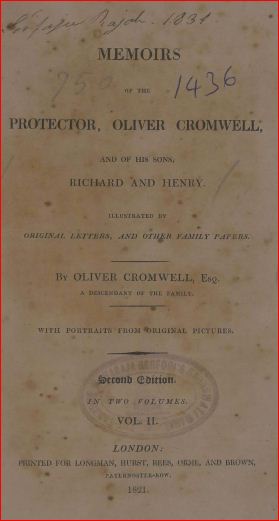 1831.
MEMOIRS
OF THE
750
1436
PROTECTOR, OLIVER CROMWELL,
AND OF HIS SONS,
RICHARD AND HENRY.
ILLUSTRATED BY
ORIGINAL LETTERS, AND OTHER FAMILY PAPERS.
BY OLIVER CROMWELL, ESQ.
A DESCENDANT OF THE FAMILY.
WITH PORTRAITS FROM ORIGINAL PICTURES.
Second Edition.
IN TWO VOLUMES.
VOL. II.
LONDON:
PRINTED FOR LONGMAN, HURST, REES, ORME, AND BROWN,
PATERNOSTER-ROW.
1821.